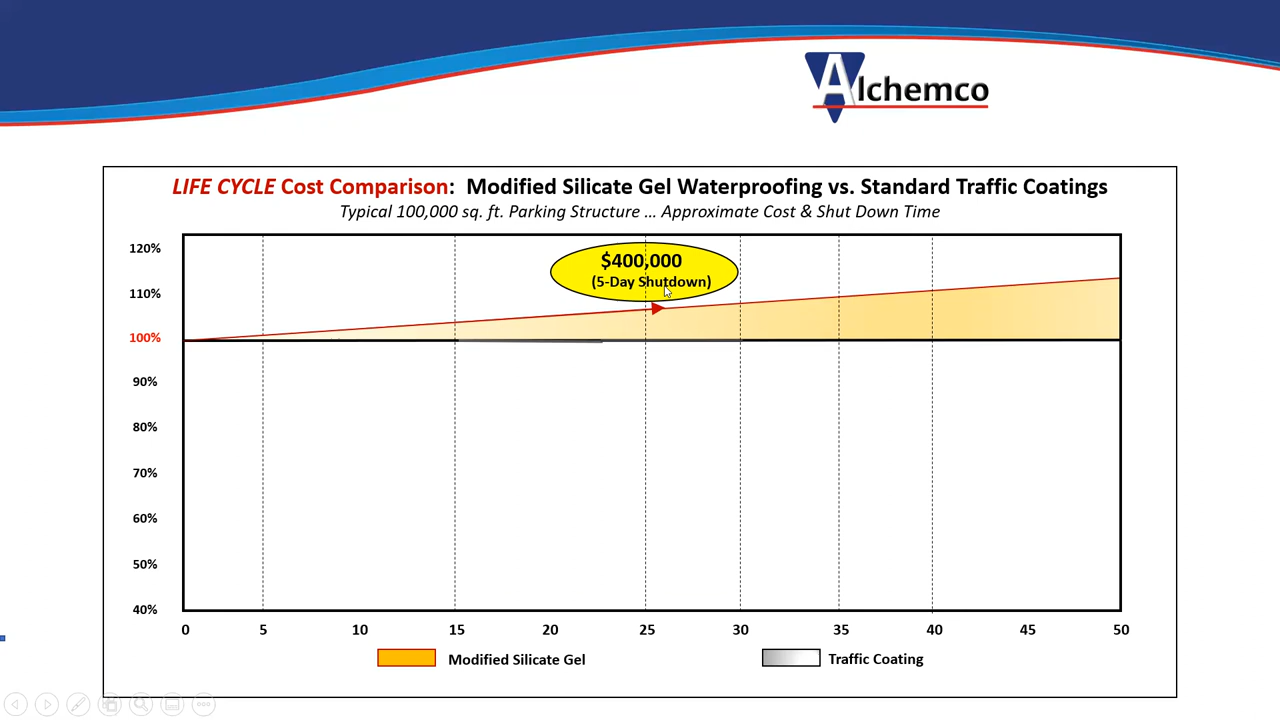 Alchemco
LIFE CYCLE Cost Comparison: Modified Silicate Gel Waterproofing vs. Standard Traffic Coatings
Typical 100,000 sq. ft. Parking Structure ... Approximate Cost & Shut Down Time
120%
110%
100%
90%
80%
70%
60%
50%
40%
$400,000
(5-Day Shutdown)
0 5 10 15 20 25 30 35 40 45 50
Modified Silicate Gel
Traffic Coating